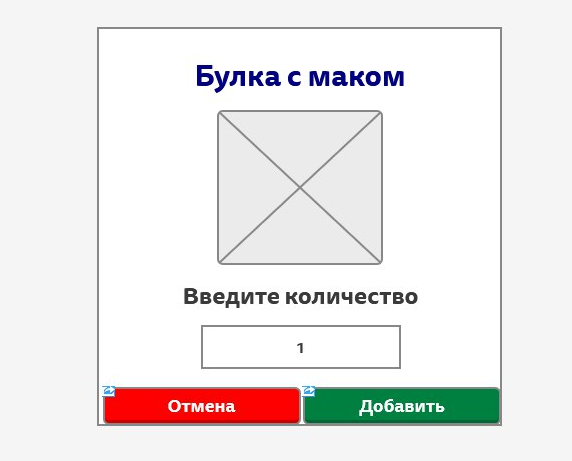 Булка с маком
Введите количество
1
Отмена
Добавить